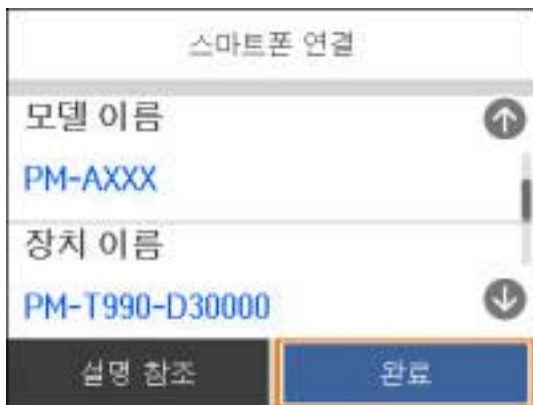 스마트폰 연결
모델 이름
PM-AXXX
장치 이름
PM-T990-D30000
설명 참조
완료